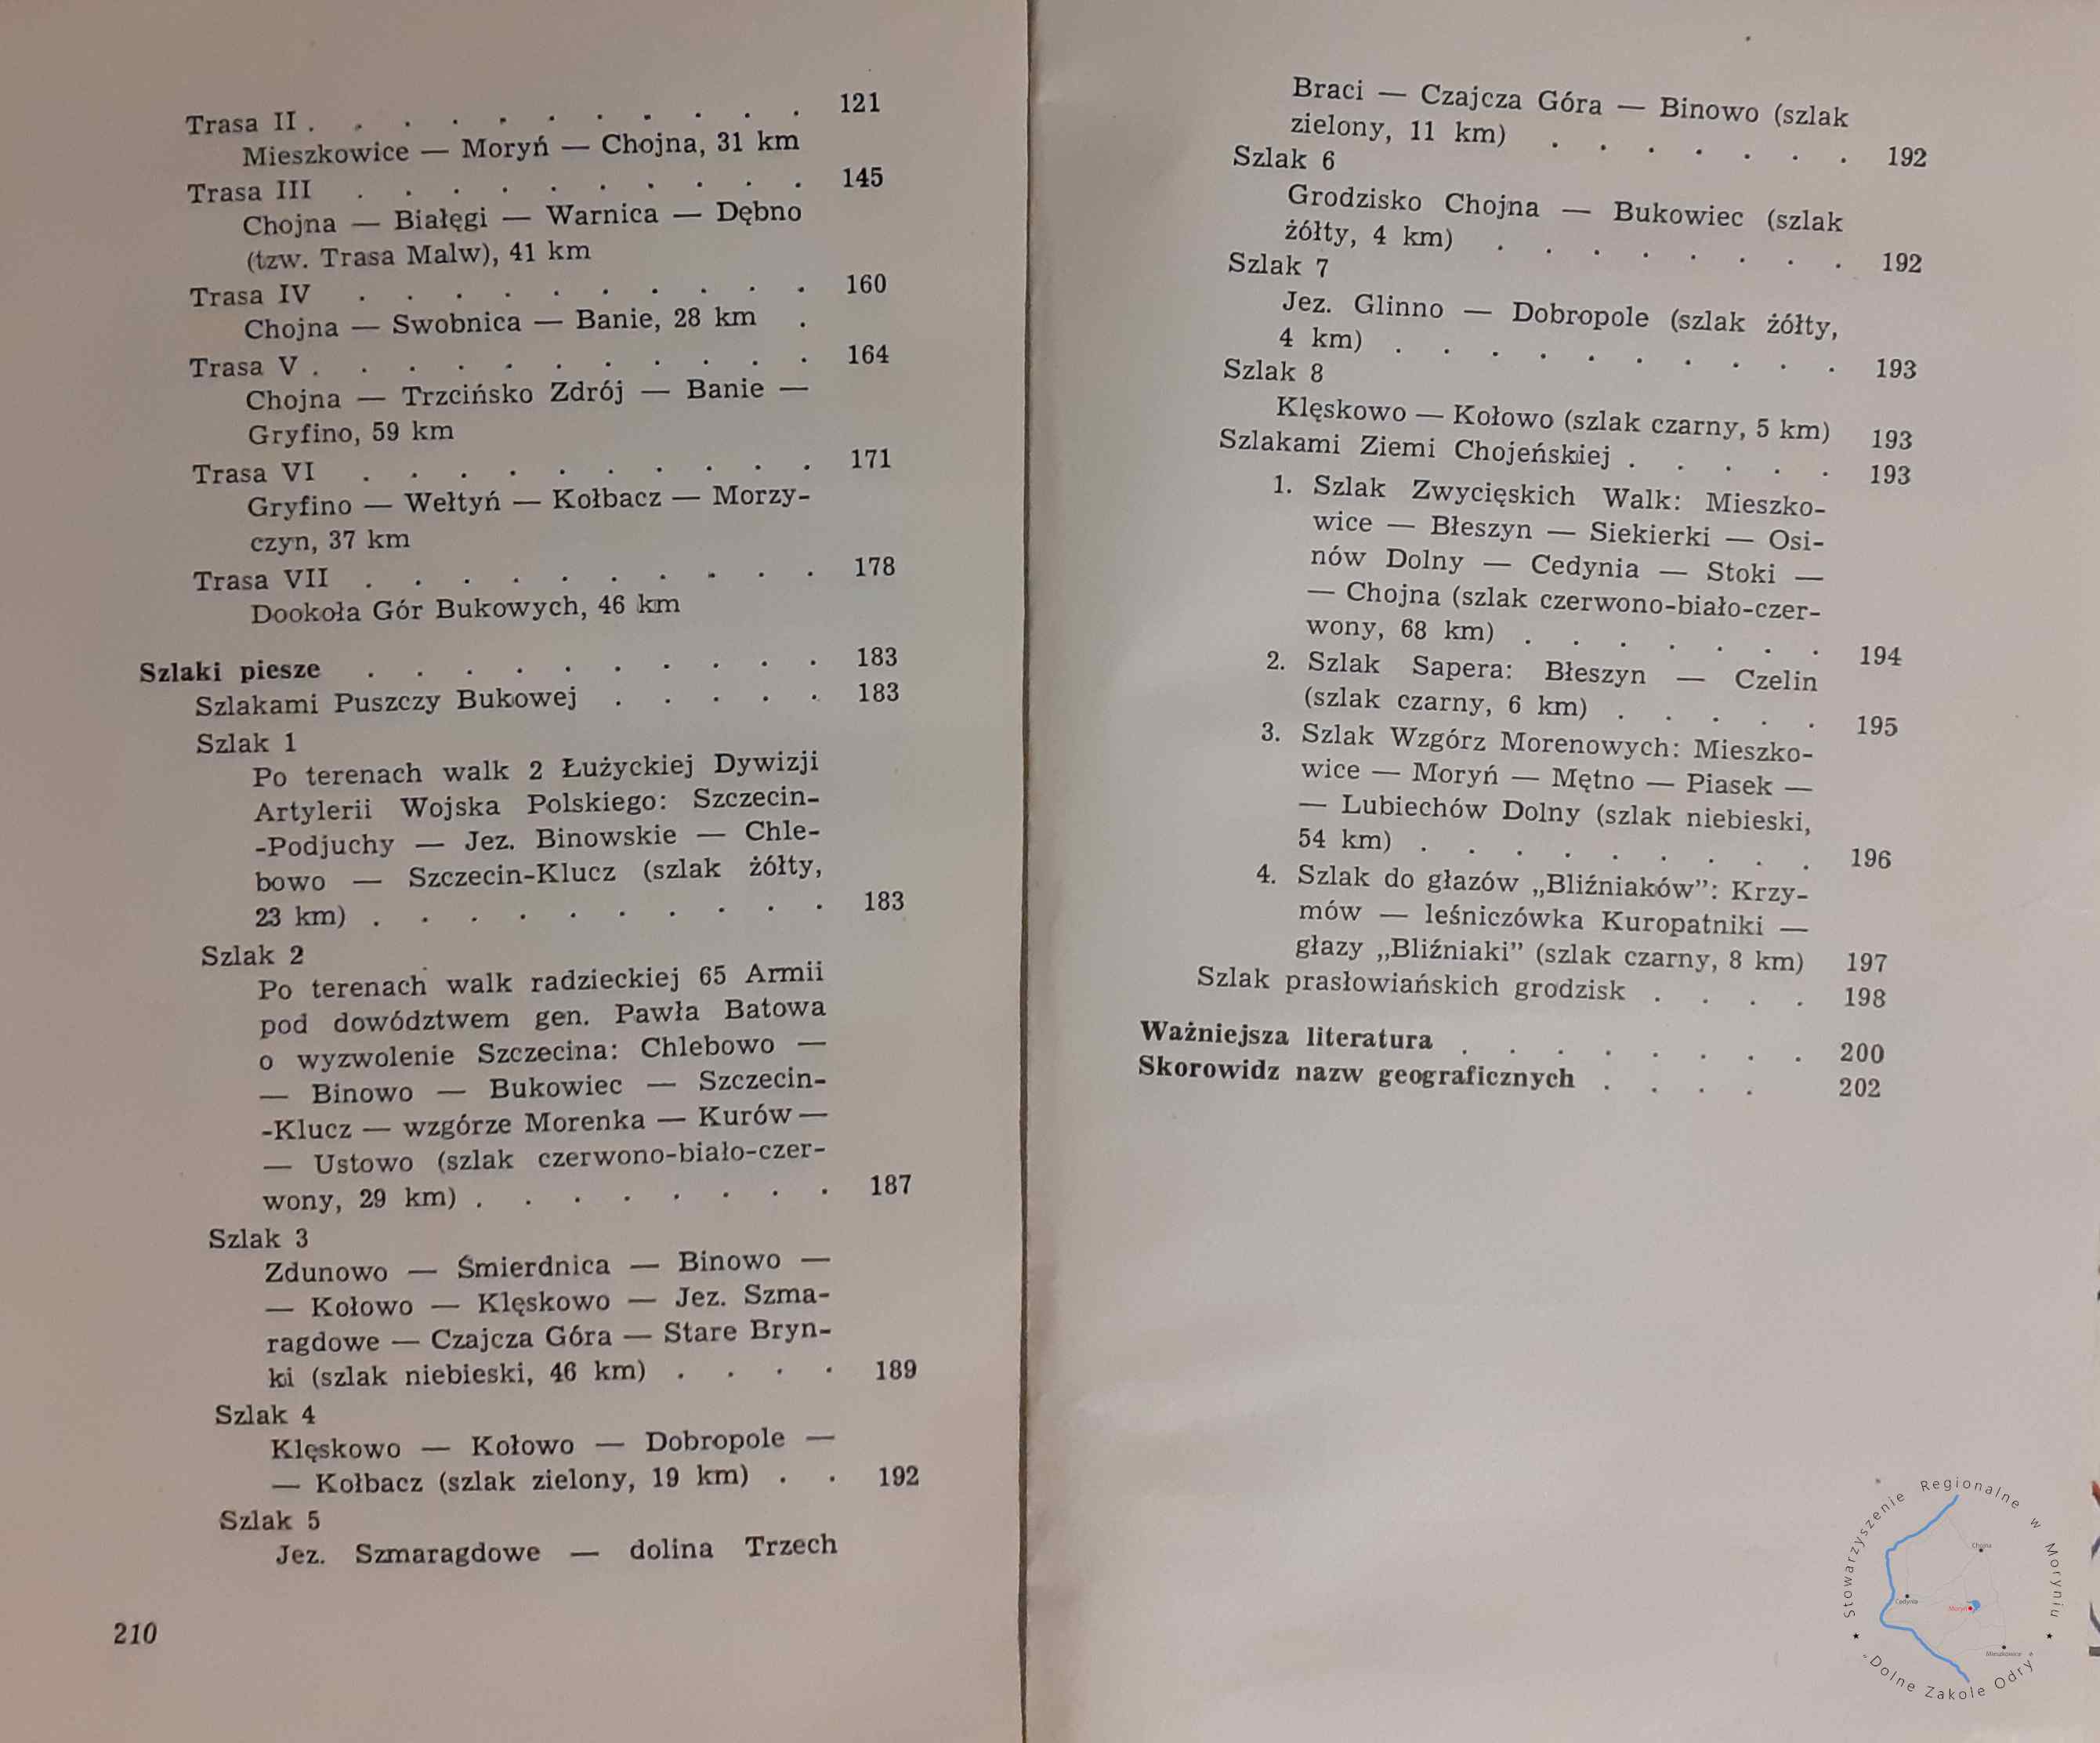 Trasa II . . . . . . . . . . . 121
Mieszkowice — Moryń — Chojna, 31 km
Trasa III . . . . . . . . . . 145
Chojna — Białęgi — Warnica — Dębno
(tzw. Trasa Malw), 41 km
Trasa IV . . . . . . . . . . 160
Chojna — Swobnica — Banie, 28 km .
Trasa V . . . . . . . . . . . 164
Chojna — Trzcińsko Zdrój — Banie —
Gryfino, 59 km
Trasa VI . . . . . . . . . . 171
Gryfino — Wełtyń — Kołbacz — Morzy-
czyn, 37 km
Trasa VII . . . . . . . . . . 178
Dookoła Gór Bukowych, 46 km
Szlaki piesze . . . . . . . . . . 183
Szlakami Puszczy Bukowej . . . . . 183
Szlak 1
Po terenach walk 2 Łużyckiej Dywizji
Artylerii Wojska Polskiego: Szczecin-
-Podjuchy — Jez. Binowskie — Chle-
bowo — Szczecin-Klucz (szlak żółty,
23 km) . . . . . . . . . . 183
Szlak 2
Po terenach walk radzieckiej 65 Armii
pod dowództwem gen. Pawła Batowa
o wyzwolenie Szczecina: Chlebowo —
— Binowo — Bukowiec — Szczecin-
-Klucz — wzgórze Morenka — Kurów —
— Ustowo (szlak czerwono-biało-czer-
wony, 29 km) . . . . . . . . 187
Szlak 3
Zdunowo — Śmierdnica — Binowo —
— Kołowo — Klęskowo — Jez. Szma-
ragdowe — Czajcza Góra — Stare Bryn-
ki (szlak niebieski, 46 km) . . . . 189
Szlak 4
Klęskowo — Kołowo — Dobropole —
— Kołbacz (szlak zielony, 19 km) . . 192
Szlak 5
Jez. Szmaragdowe — dolina Trzech
210
Braci — Czajcza Góra — Binowo (szlak
zielony, 11 km) . . . . . . . 192
Szlak 6
Grodzisko Chojna — Bukowiec (szlak
żółty, 4 km) . . . . . . . . 192
Szlak 7
Jez. Glinno — Dobropole (szlak żółty,
4 km) . . . . . . . . . . 193
Szlak 8
Klęskowo — Kołowo (szlak czarny, 5 km) 193
Szlakami Ziemi Chojeńskiej . . . . . 193
1. Szlak Zwycięskich Walk: Mieszko-
wice — Błeszyn — Siekierki — Osi-
nów Dolny — Cedynia — Stoki —
— Chojna (szlak czerwono-biało-czer-
wony, 68 km) . . . . . . . 194
2. Szlak Sapera: Błeszyn — Czelin
(szlak czarny, 6 km) . . . . . 195
3. Szlak Wzgórz Morenowych: Mieszko-
wice — Moryń — Mętno — Piasek —
— Lubiechów Dolny (szlak niebieski,
54 km) . . . . . . . . . 196
4. Szlak do głazów „Bliźniaków”: Krzy-
mów — leśniczówka Kuropatniki —
głazy „Bliźniaki” (szlak czarny, 8 km) 197
Szlak prasłowiańskich grodzisk . . . . 198
Ważniejsza literatura . . . . . . . . 200
Skorowidz nazw geograficznych . . . . 202
Stowarzyszenie Regionalne w Moryniu
Chojna
Cedynia
Moryń
Mieszkowice
"Dolne Zakole Odry"